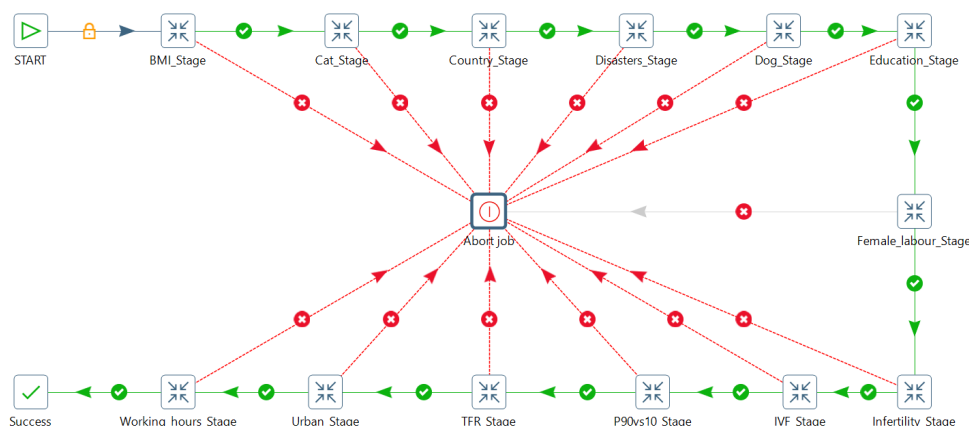 START
BMI_Stage
Cat_Stage
Country_Stage
Disasters_Stage
Dog_Stage
Education_Stage
Abort job
Female_labour_Stage
Success
Working_hours_Stage
Urban_Stage
TFR_Stage
P90vs10_Stage
IVF_Stage
Infertility_Stage